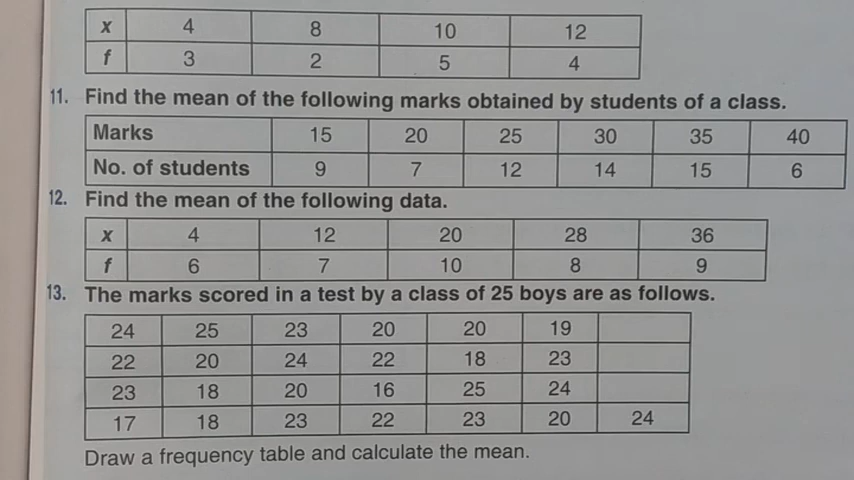 x 4 8 10 12
f 3 2 5 4
11. Find the mean of the following marks obtained by students of a class.
Marks 15 20 25 30 35 40
No. of students 9 7 12 14 15 6
12. Find the mean of the following data.
x 4 12 20 28 36
f 6 7 10 8 9
13. The marks scored in a test by a class of 25 boys are as follows.
24 25 23 20 20 19
22 20 24 22 18 23
23 18 20 16 25 24
17 18 23 22 23 20 24
Draw a frequency table and calculate the mean.